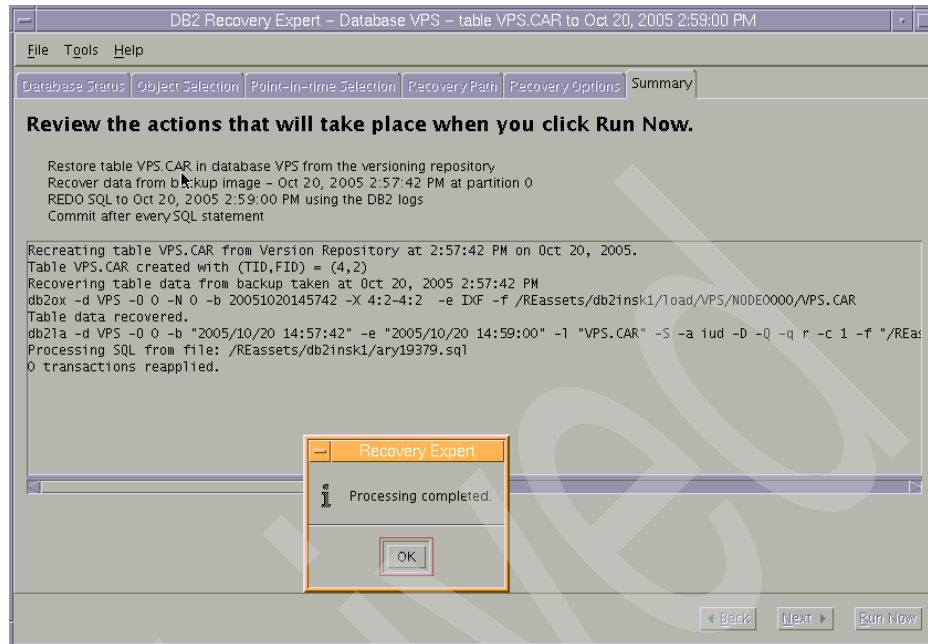 DB2 Recovery Expert – Database VPS – table VPS.CAR to Oct 20, 2005 2:59:00 PM
File Tools Help
Database Status Object Selection Point-in-time Selection Recovery Path Recovery Options Summary
Review the actions that will take place when you click Run Now.
Restore table VPS.CAR in database VPS from the versioning repository
Recover data from backup image – Oct 20, 2005 2:57:42 PM at partition 0
REDO SQL to Oct 20, 2005 2:59:00 PM using the DB2 logs
Commit after every SQL statement
Recreating table VPS.CAR from Version Repository at 2:57:42 PM on Oct 20, 2005.
Table VPS.CAR created with (TID,FID) = (4,2)
Recovering table data from backup taken at Oct 20, 2005 2:57:42 PM
db2ox -d VPS -O 0 -N 0 -b 20051020145742 -X 4:2-4:2 -e IXF -f /REassets/db2insk1/load/VPS/NODE0000/VPS.CAR
Table data recovered.
db2la -d VPS -O 0 -b "2005/10/20 14:57:42" -e "2005/10/20 14:59:00" -l "VPS.CAR" -S -a iud -D -Q -q r -c 1 -f "/REas
Processing SQL from file: /REassets/db2insk1/ary19379.sql
0 transactions reapplied.
Recovery Expert
Processing completed.
OK
Back Next Run Now